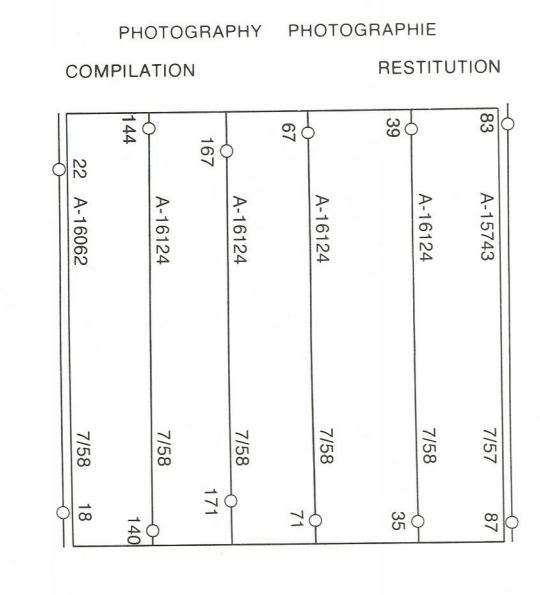 PHOTOGRAPHY PHOTOGRAPHIE
COMPILATION RESTITUTION
22 A-16062 7/58 18
144 A-16124 7/58 140
167 A-16124 7/58 171
67 A-16124 7/58 71
39 A-16124 7/58 35
83 A-15743 7/57 87